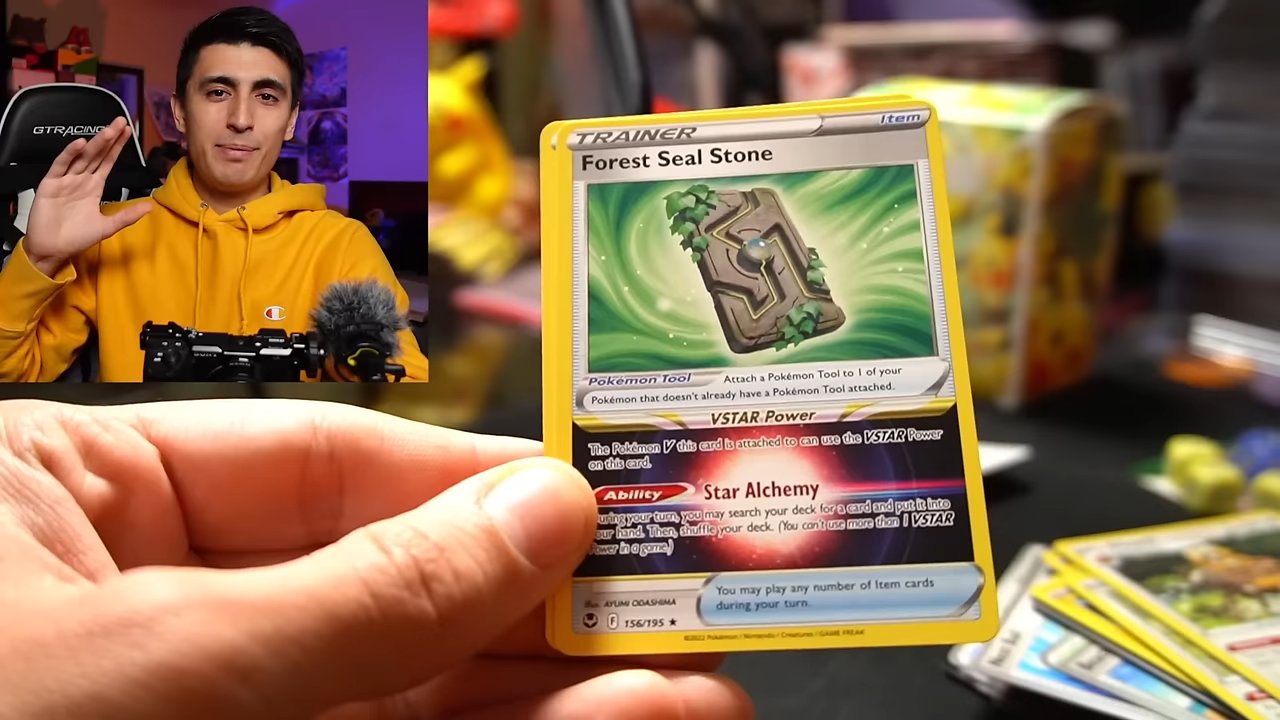 GTRACING
TRAINER
Item
Forest Seal Stone
Pokémon Tool Attach a Pokémon Tool to 1 of your
Pokémon that doesn't already have a Pokémon Tool attached.
VSTAR Power
The Pokémon V this card is attached to can use the VSTAR Power
on this card.
Ability Star Alchemy
During your turn, you may search your deck for a card and put it into
your hand. Then, shuffle your deck. (You can't use more than 1 VSTAR
Power in a game.)
You may play any number of Item cards
during your turn.
Illus. AYUMI ODASHIMA
F 156/195 ★
©2022 Pokémon / Nintendo / Creatures / GAME FREAK